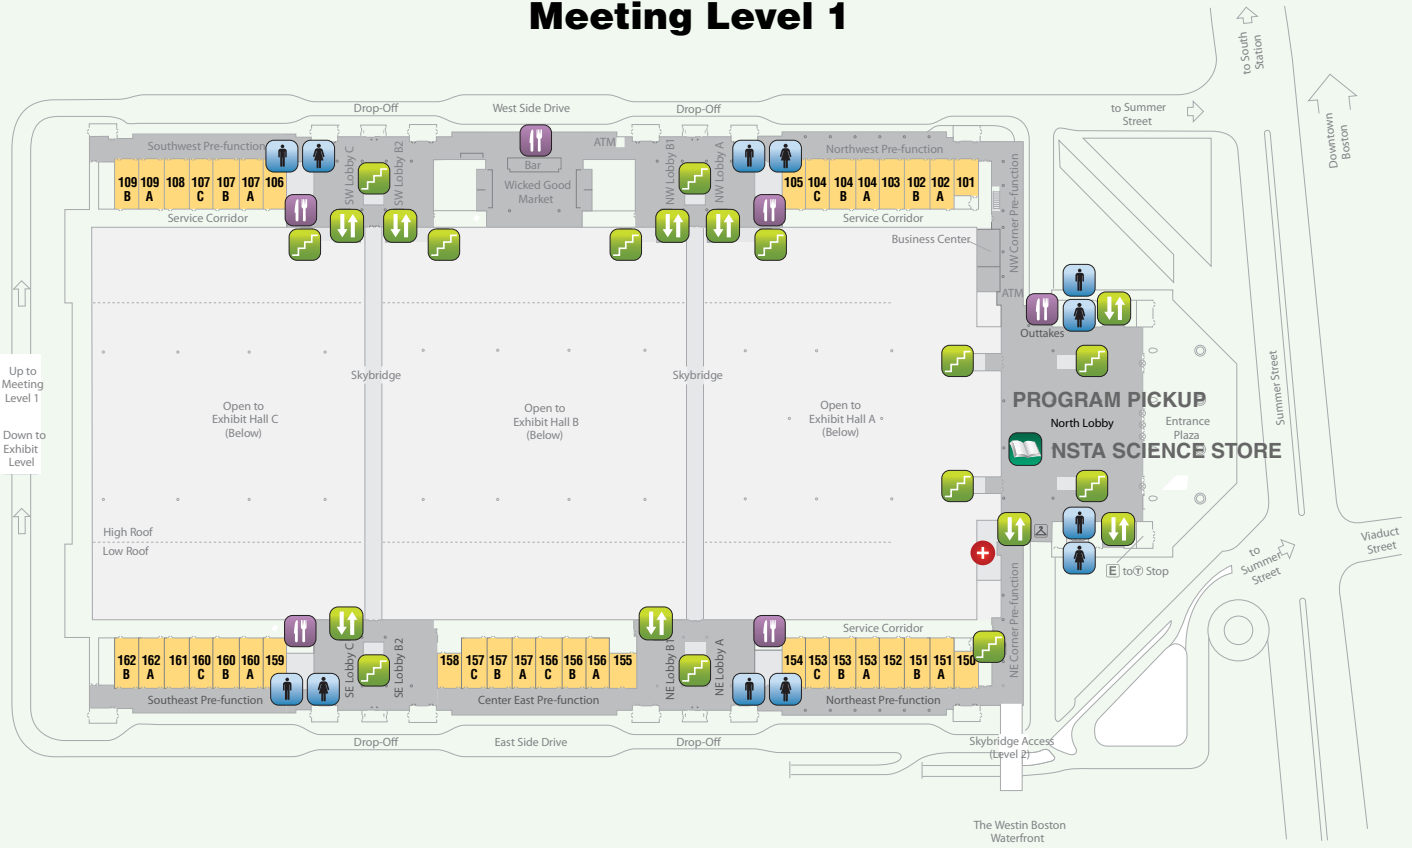 Meeting Level 1
to South
Station
Downtown
Boston
to Summer
Street
Drop-Off
West Side Drive
Drop-Off
Southwest Pre-function
SW Lobby C
SW Lobby B2
Bar
Wicked Good
Market
ATM
NW Lobby B1
NW Lobby A
Northwest Pre-function
NW Corner Pre-function
109
B
109
A
108
107
C
107
B
107
A
106
105
104
C
104
B
104
A
103
102
B
102
A
101
Service Corridor
Service Corridor
Business Center
ATM
Outtakes
Up to
Meeting
Level 1
Down to
Exhibit
Level
Skybridge
Skybridge
Open to
Exhibit Hall C
(Below)
Open to
Exhibit Hall B
(Below)
Open to
Exhibit Hall A
(Below)
PROGRAM PICKUP
North Lobby
Entrance
Plaza
NSTA SCIENCE STORE
Summer Street
High Roof
Low Roof
Viaduct
Street
to
Summer
Street
E to T Stop
NE Corner Pre-function
Service Corridor
162
B
162
A
161
160
C
160
B
160
A
159
SE Lobby C
SE Lobby B2
158
157
C
157
B
157
A
156
C
156
B
156
A
155
NE Lobby B1
NE Lobby A
154
153
C
153
B
153
A
152
151
B
151
A
150
Southeast Pre-function
Center East Pre-function
Northeast Pre-function
Drop-Off
East Side Drive
Drop-Off
Skybridge Access
(Level 2)
The Westin Boston
Waterfront